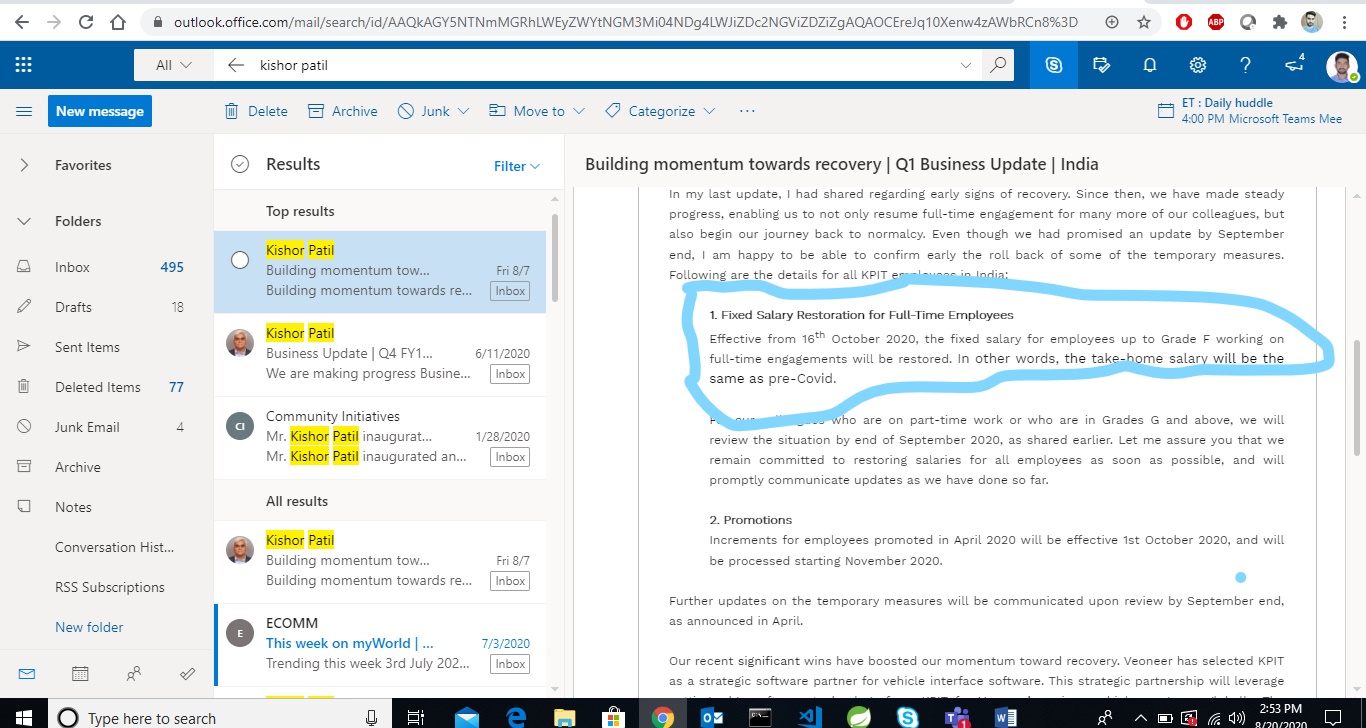 outlook.office.com/mail/search/id/AAQkAGY5NTNmMGRhLWEyZWYtNGM3Mi04NDg4LWJiZDc2NGViZDZiZgAQAOCEreJq10Xenw4zAWbRCn8%3D
ABP
All
kishor patil
4
New message
Delete
Archive
Junk
Move to
Categorize
ET : Daily huddle
4:00 PM Microsoft Teams Mee
Favorites
Folders
Inbox 495
Drafts 18
Sent Items
Deleted Items 77
Junk Email 4
Archive
Notes
Conversation Hist...
RSS Subscriptions
New folder
Results
Filter
Top results
Kishor Patil
Building momentum tow... Fri 8/7
Building momentum towards re... Inbox
Kishor Patil
Business Update | Q4 FY1... 6/11/2020
We are making progress Busine... Inbox
CI
Community Initiatives
Mr. Kishor Patil inaugurat... 1/28/2020
Mr. Kishor Patil inaugurated an... Inbox
All results
Kishor Patil
Building momentum tow... Fri 8/7
Building momentum towards re... Inbox
E
ECOMM
This week on myWorld | ... 7/3/2020
Trending this week 3rd July 202... Inbox
Building momentum towards recovery | Q1 Business Update | India
In my last update, I had shared regarding early signs of recovery. Since then, we have made steady
progress, enabling us to not only resume full-time engagement for many more of our colleagues, but
also begin our journey back to normalcy. Even though we had promised an update by September
end, I am happy to be able to confirm early the roll back of some of the temporary measures.
Following are the details for all KPIT employees in India:
1. Fixed Salary Restoration for Full-Time Employees
Effective from 16th October 2020, the fixed salary for employees up to Grade F working on
full-time engagements will be restored. In other words, the take-home salary will be the
same as pre-Covid.
who are on part-time work or who are in Grades G and above, we will
review the situation by end of September 2020, as shared earlier. Let me assure you that we
remain committed to restoring salaries for all employees as soon as possible, and will
promptly communicate updates as we have done so far.
2. Promotions
Increments for employees promoted in April 2020 will be effective 1st October 2020, and will
be processed starting November 2020.
Further updates on the temporary measures will be communicated upon review by September end,
as announced in April.
Our recent significant wins have boosted our momentum toward recovery. Veoneer has selected KPIT
as a strategic software partner for vehicle interface software. This strategic partnership will leverage
Type here to search
1
2:53 PM
8/20/2020